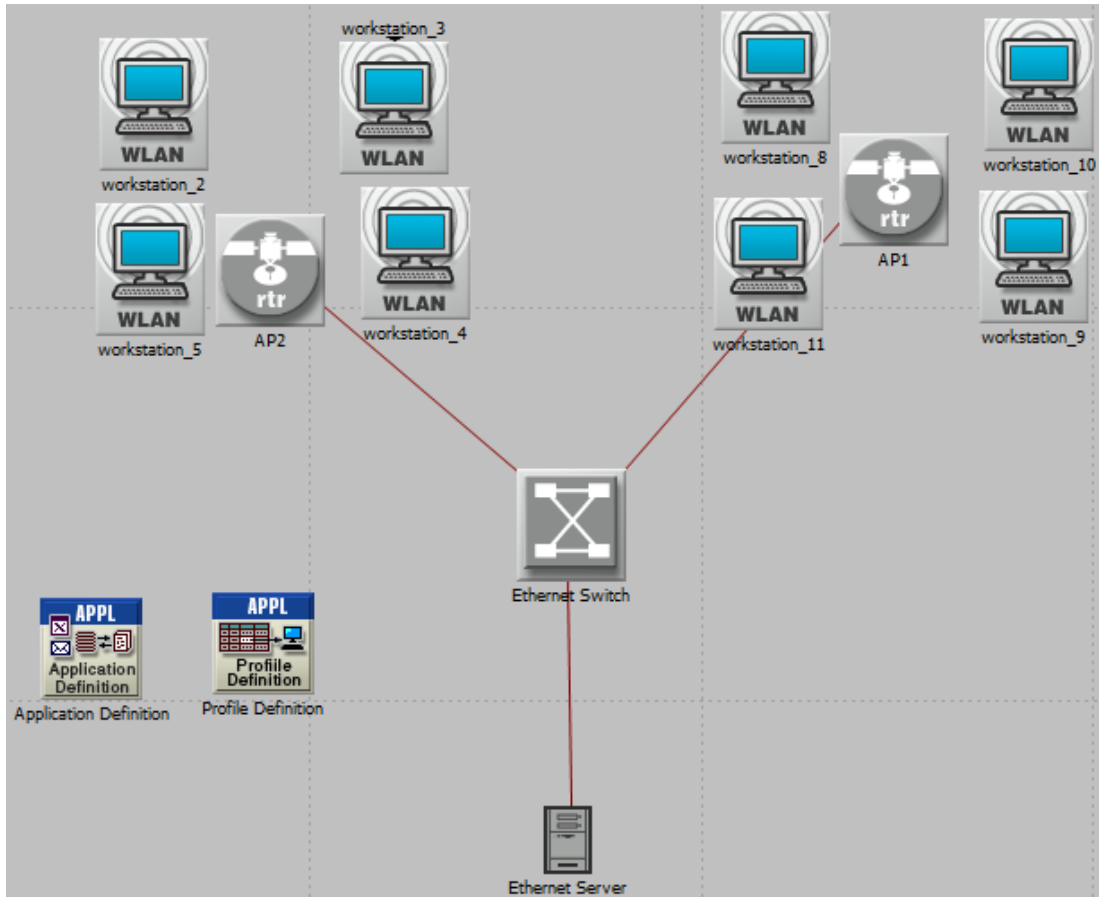 workstation_3
WLAN
workstation_2
WLAN
WLAN
workstation_8
WLAN
workstation_10
WLAN
workstation_5
rtr
AP2
WLAN
workstation_4
WLAN
workstation_11
rtr
AP1
WLAN
workstation_9
Ethernet Switch
APPL
Application
Definition
Application Definition
APPL
Profiile
Definition
Profile Definition
Ethernet Server